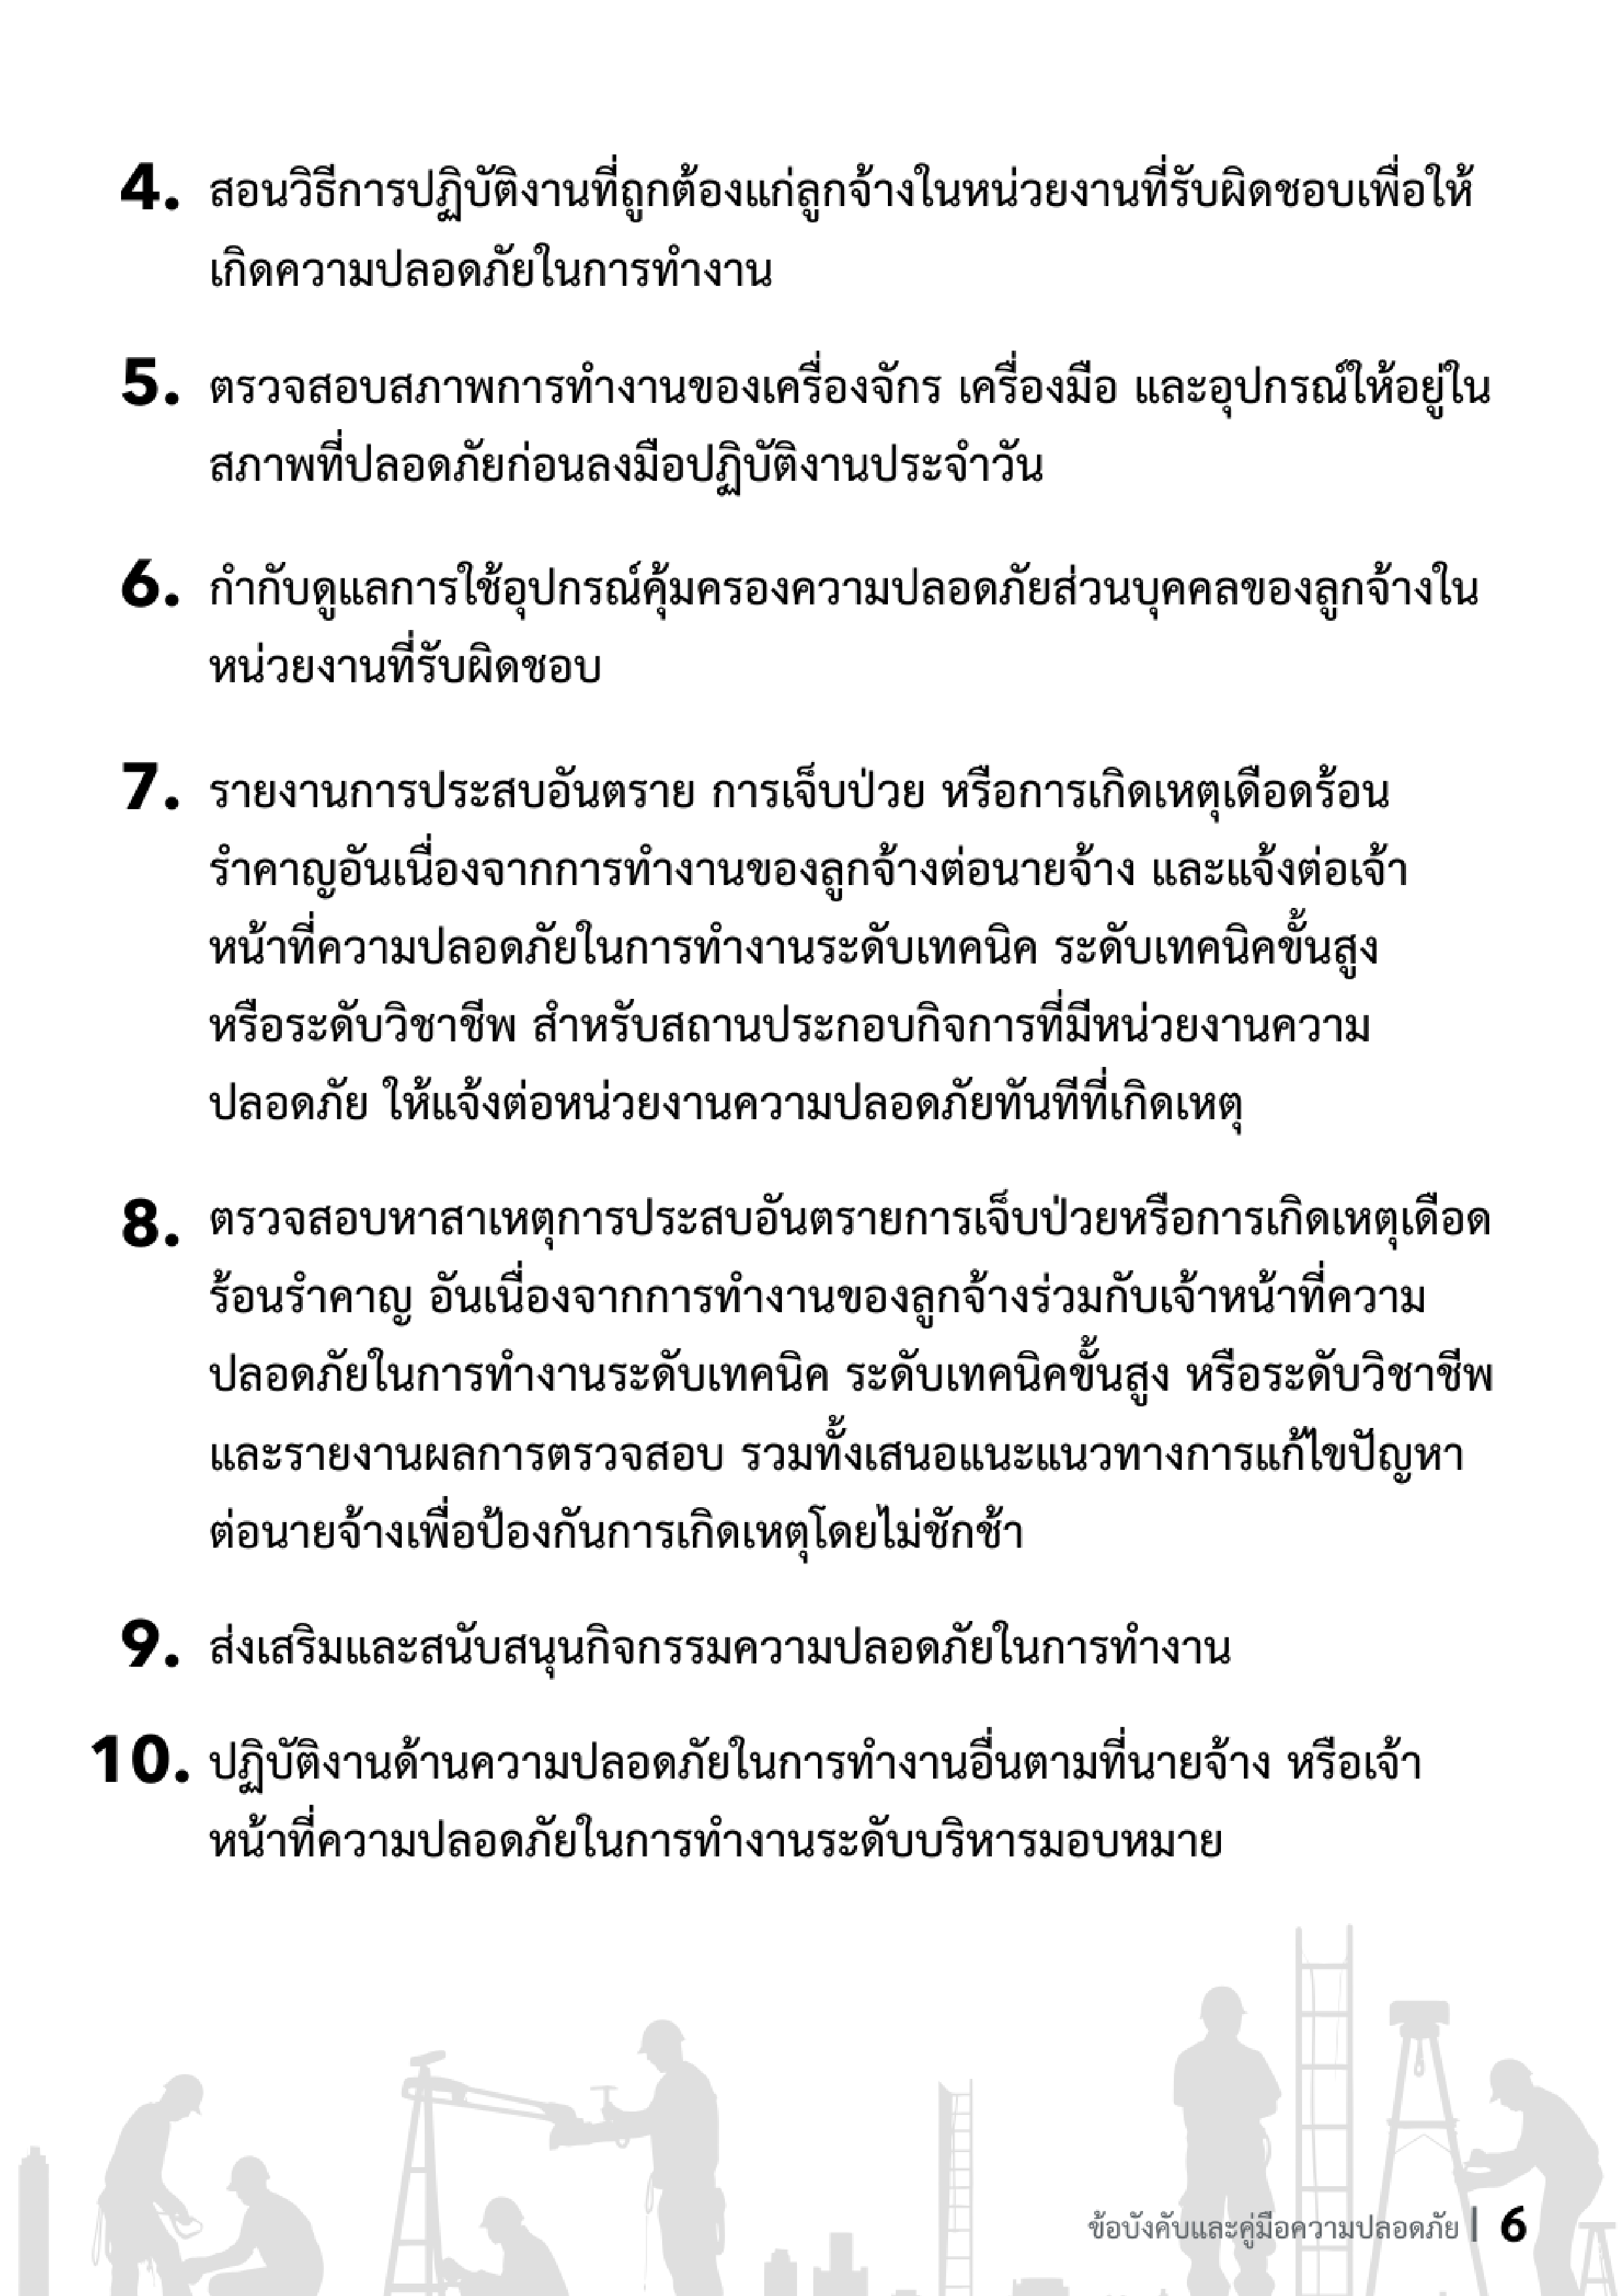 4. สอนวิธีการปฏิบัติงานที่ถูกต้องแก่ลูกจ้างในหน่วยงานที่รับผิดชอบเพื่อให้
เกิดความปลอดภัยในการทำงาน
5. ตรวจสอบสภาพการทำงานของเครื่องจักร เครื่องมือ และอุปกรณ์ให้อยู่ใน
สภาพที่ปลอดภัยก่อนลงมือปฏิบัติงานประจำวัน
6. กำกับดูแลการใช้อุปกรณ์คุ้มครองความปลอดภัยส่วนบุคคลของลูกจ้างใน
หน่วยงานที่รับผิดชอบ
7. รายงานการประสบอันตราย การเจ็บป่วย หรือการเกิดเหตุเดือดร้อน
รำคาญอันเนื่องจากการทำงานของลูกจ้างต่อนายจ้าง และแจ้งต่อเจ้า
หน้าที่ความปลอดภัยในการทำงานระดับเทคนิค ระดับเทคนิคขั้นสูง
หรือระดับวิชาชีพ สำหรับสถานประกอบกิจการที่มีหน่วยงานความ
ปลอดภัย ให้แจ้งต่อหน่วยงานความปลอดภัยทันทีที่เกิดเหตุ
8. ตรวจสอบหาสาเหตุการประสบอันตรายการเจ็บป่วยหรือการเกิดเหตุเดือด
ร้อนรำคาญ อันเนื่องจากการทำงานของลูกจ้างร่วมกับเจ้าหน้าที่ความ
ปลอดภัยในการทำงานระดับเทคนิค ระดับเทคนิคขั้นสูง หรือระดับวิชาชีพ
และรายงานผลการตรวจสอบ รวมทั้งเสนอแนะแนวทางการแก้ไขปัญหา
ต่อนายจ้างเพื่อป้องกันการเกิดเหตุโดยไม่ชักช้า
9. ส่งเสริมและสนับสนุนกิจกรรมความปลอดภัยในการทำงาน
10. ปฏิบัติงานด้านความปลอดภัยในการทำงานอื่นตามที่นายจ้าง หรือเจ้า
หน้าที่ความปลอดภัยในการทำงานระดับบริหารมอบหมาย
ข้อบังคับและคู่มือความปลอดภัย | 6